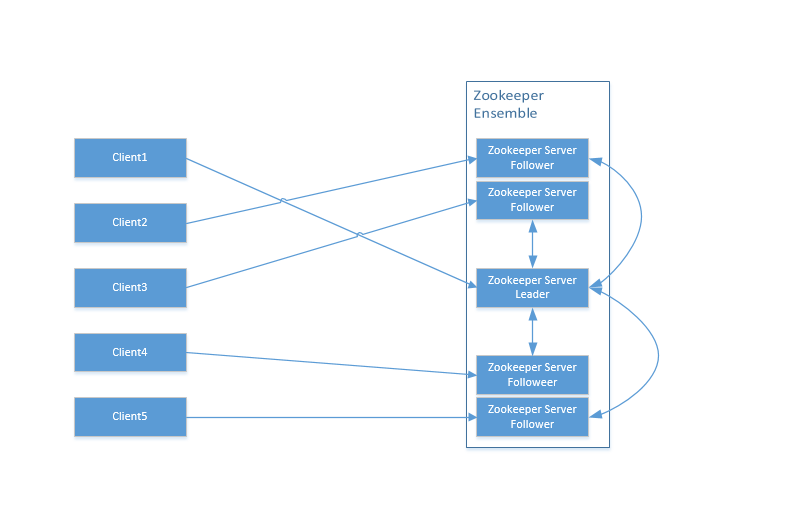 Zookeeper
Ensemble
Client1
Client2
Client3
Client4
Client5
Zookeeper Server
Follower
Zookeeper Server
Follower
Zookeeper Server
Leader
Zookeeper Server
Followeer
Zookeeper Server
Follower